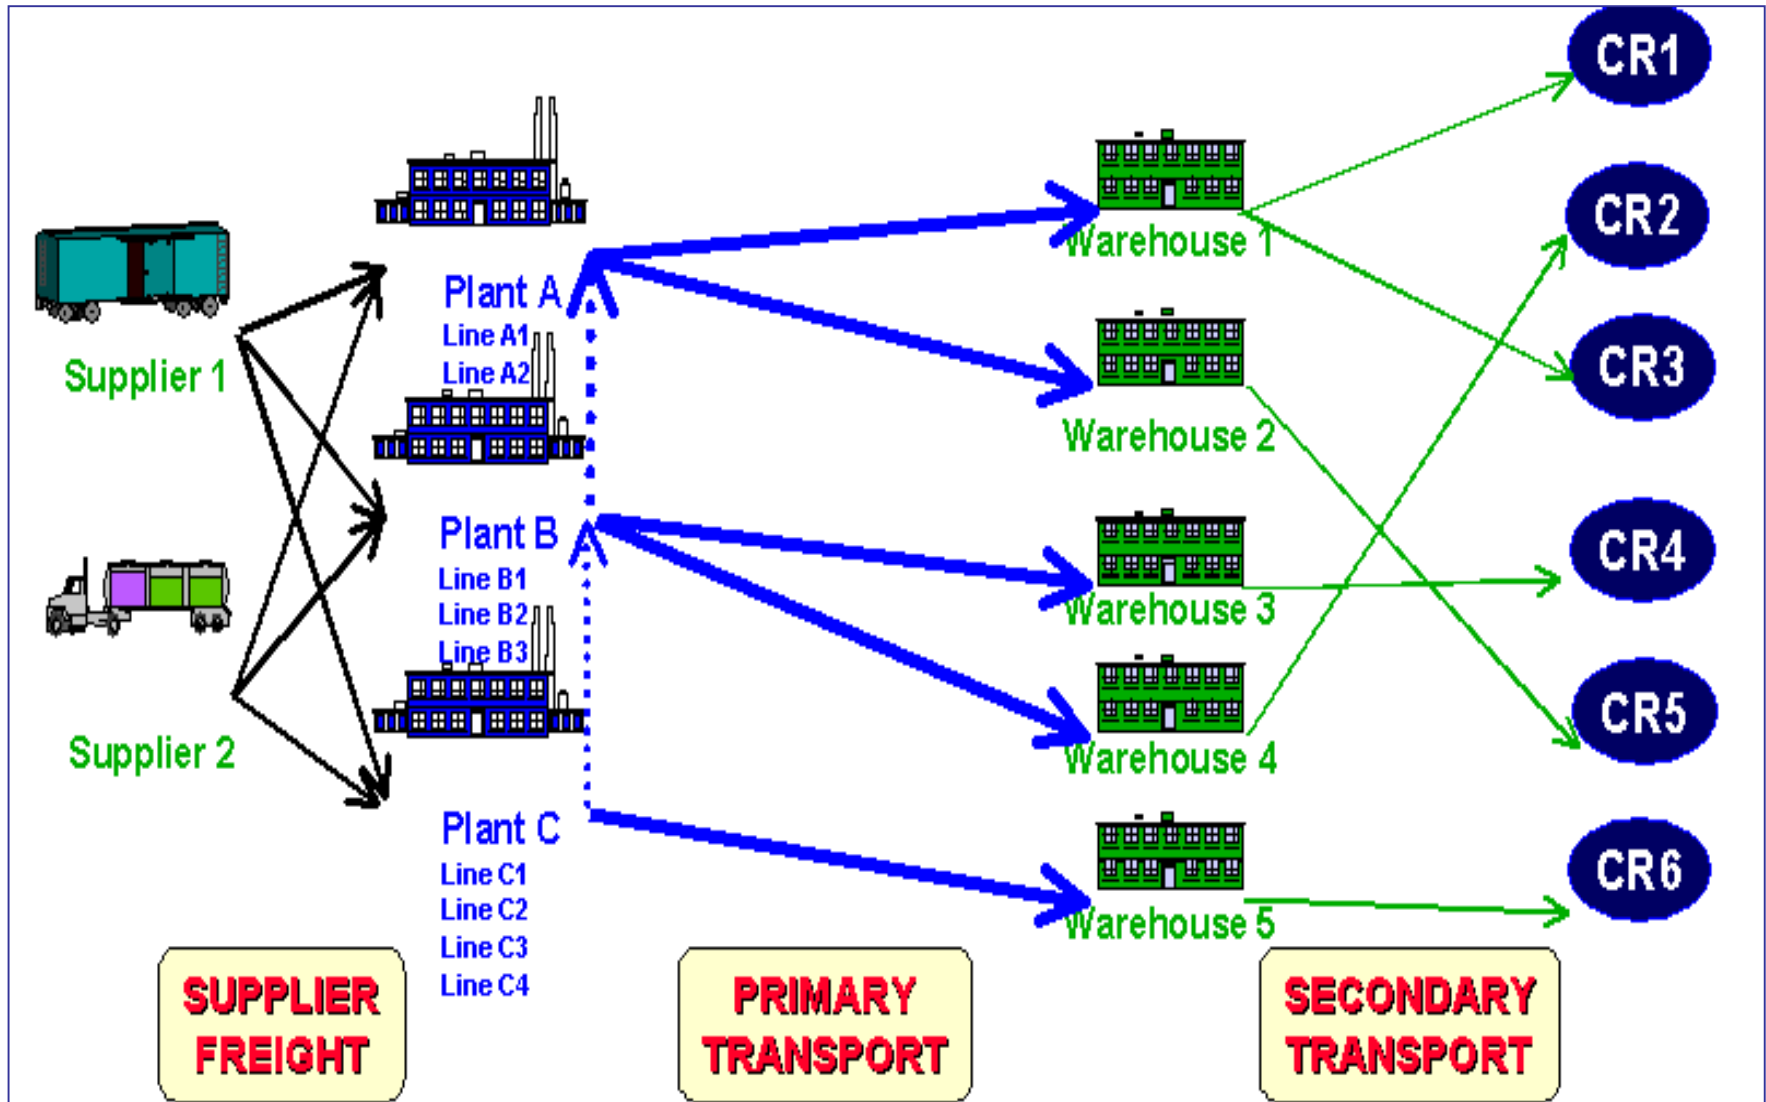 Supplier 1
Supplier 2
Plant A
Line A1
Line A2
Plant B
Line B1
Line B2
Line B3
Plant C
Line C1
Line C2
Line C3
Line C4
Warehouse 1
Warehouse 2
Warehouse 3
Warehouse 4
Warehouse 5
CR1
CR2
CR3
CR4
CR5
CR6
SUPPLIER
FREIGHT
PRIMARY
TRANSPORT
SECONDARY
TRANSPORT